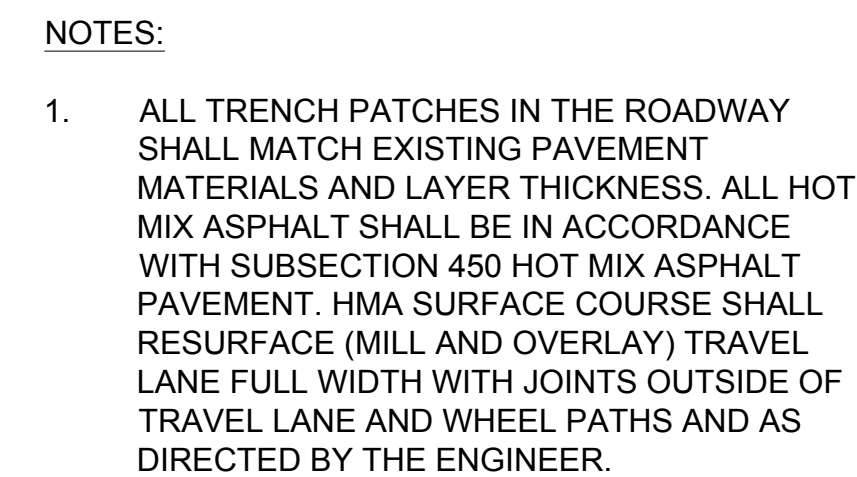 NOTES:
1. ALL TRENCH PATCHES IN THE ROADWAY
SHALL MATCH EXISTING PAVEMENT
MATERIALS AND LAYER THICKNESS. ALL HOT
MIX ASPHALT SHALL BE IN ACCORDANCE
WITH SUBSECTION 450 HOT MIX ASPHALT
PAVEMENT. HMA SURFACE COURSE SHALL
RESURFACE (MILL AND OVERLAY) TRAVEL
LANE FULL WIDTH WITH JOINTS OUTSIDE OF
TRAVEL LANE AND WHEEL PATHS AND AS
DIRECTED BY THE ENGINEER.